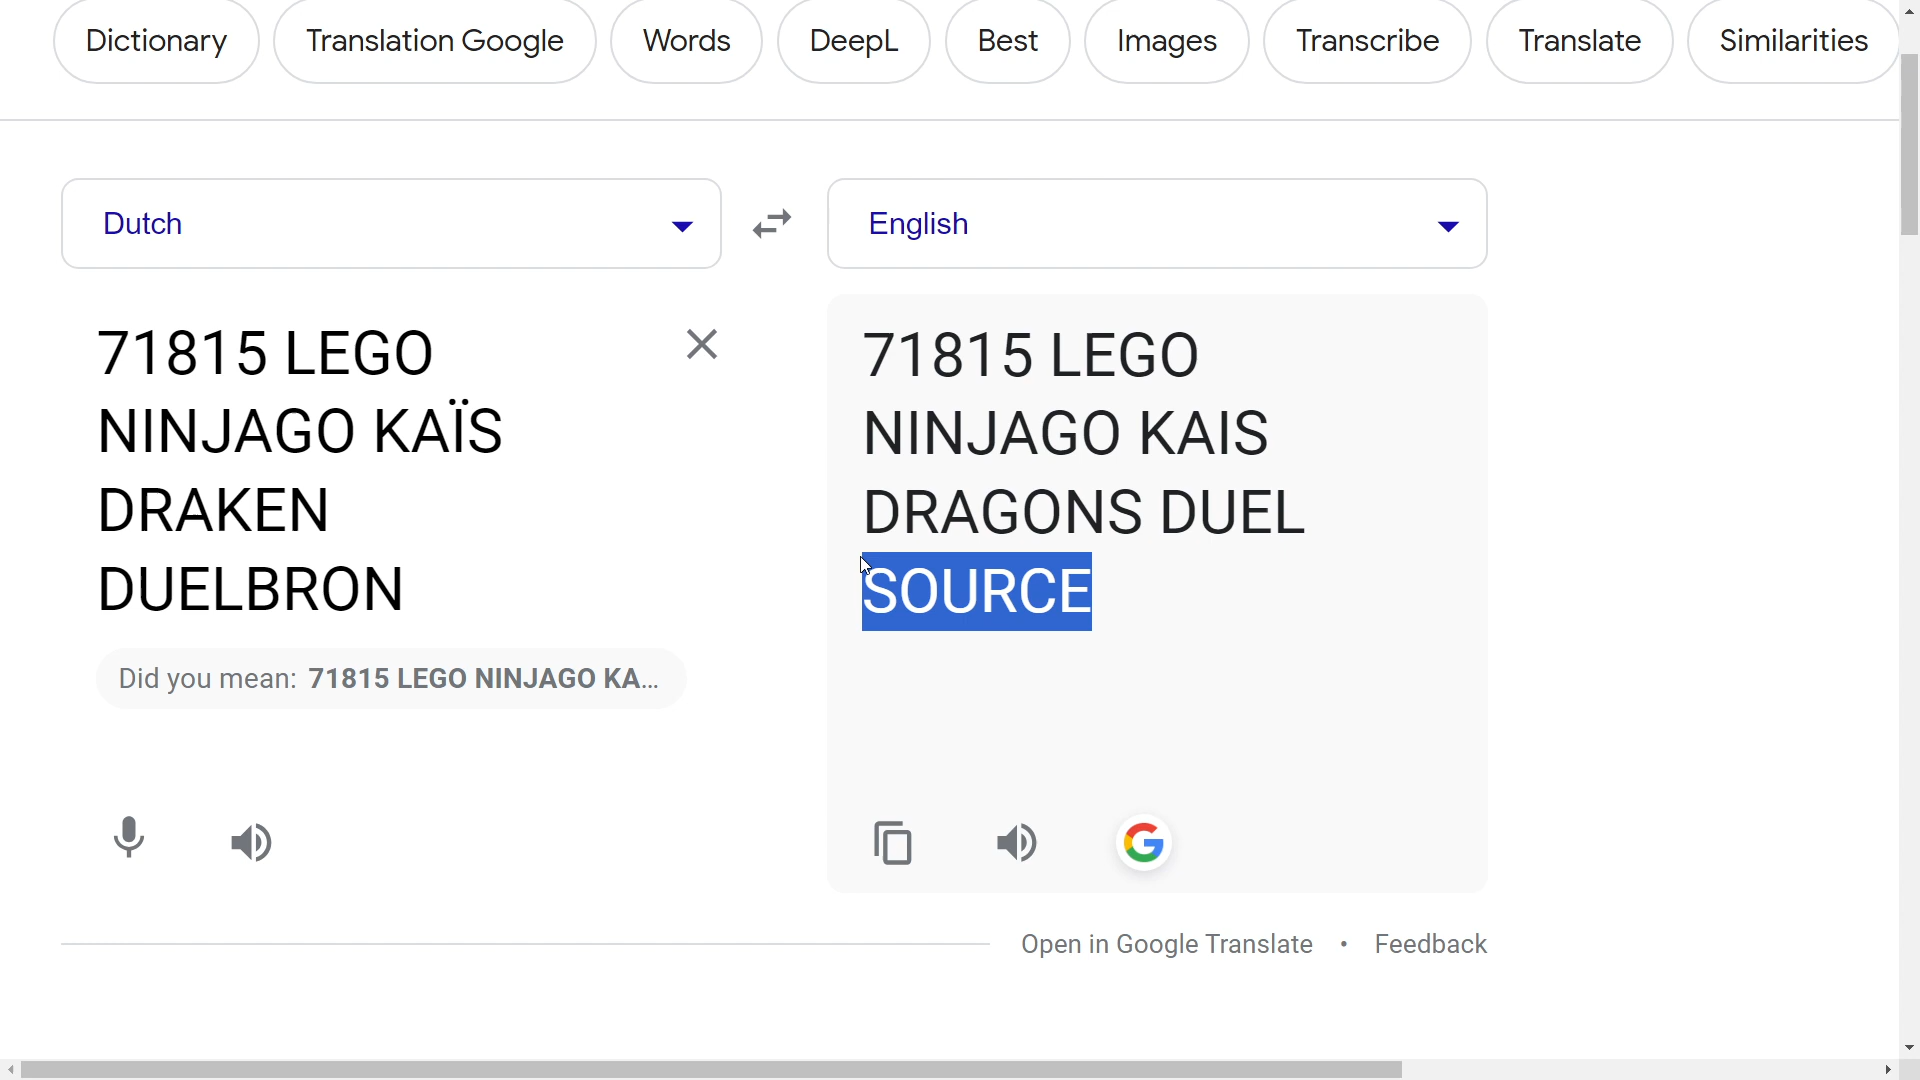 Dictionary
Translation Google
Words
DeepL
Best
Images
Transcribe
Translate
Similarities
Dutch
English
71815 LEGO
NINJAGO KAÏS
DRAKEN
DUELBRON
71815 LEGO
NINJAGO KAIS
DRAGONS DUEL
SOURCE
Did you mean: 71815 LEGO NINJAGO KA...
Open in Google Translate • Feedback